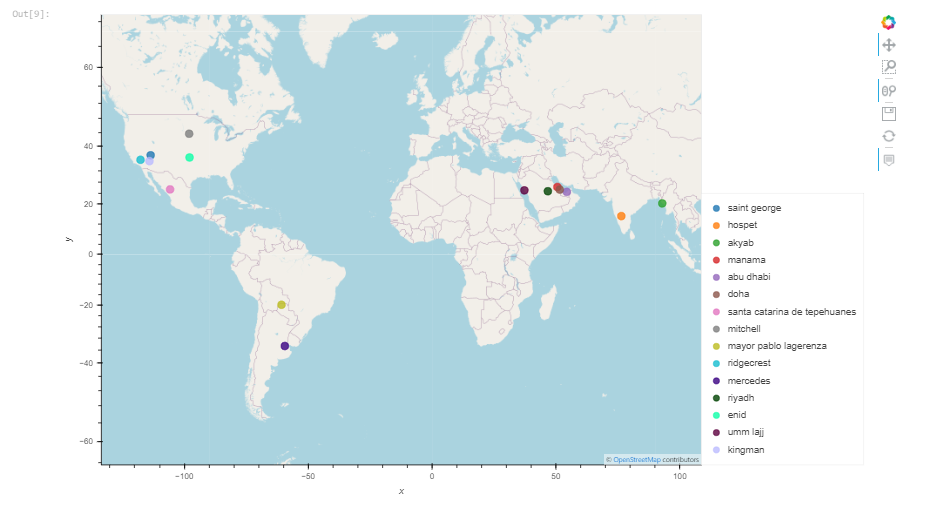 Out[9]:
60
40
20
0
−20
−40
−60
y
−100
−50
0
50
100
x
© OpenStreetMap contributors
saint george
hospet
akyab
manama
abu dhabi
doha
santa catarina de tepehuanes
mitchell
mayor pablo lagerenza
ridgecrest
mercedes
riyadh
enid
umm lajj
kingman